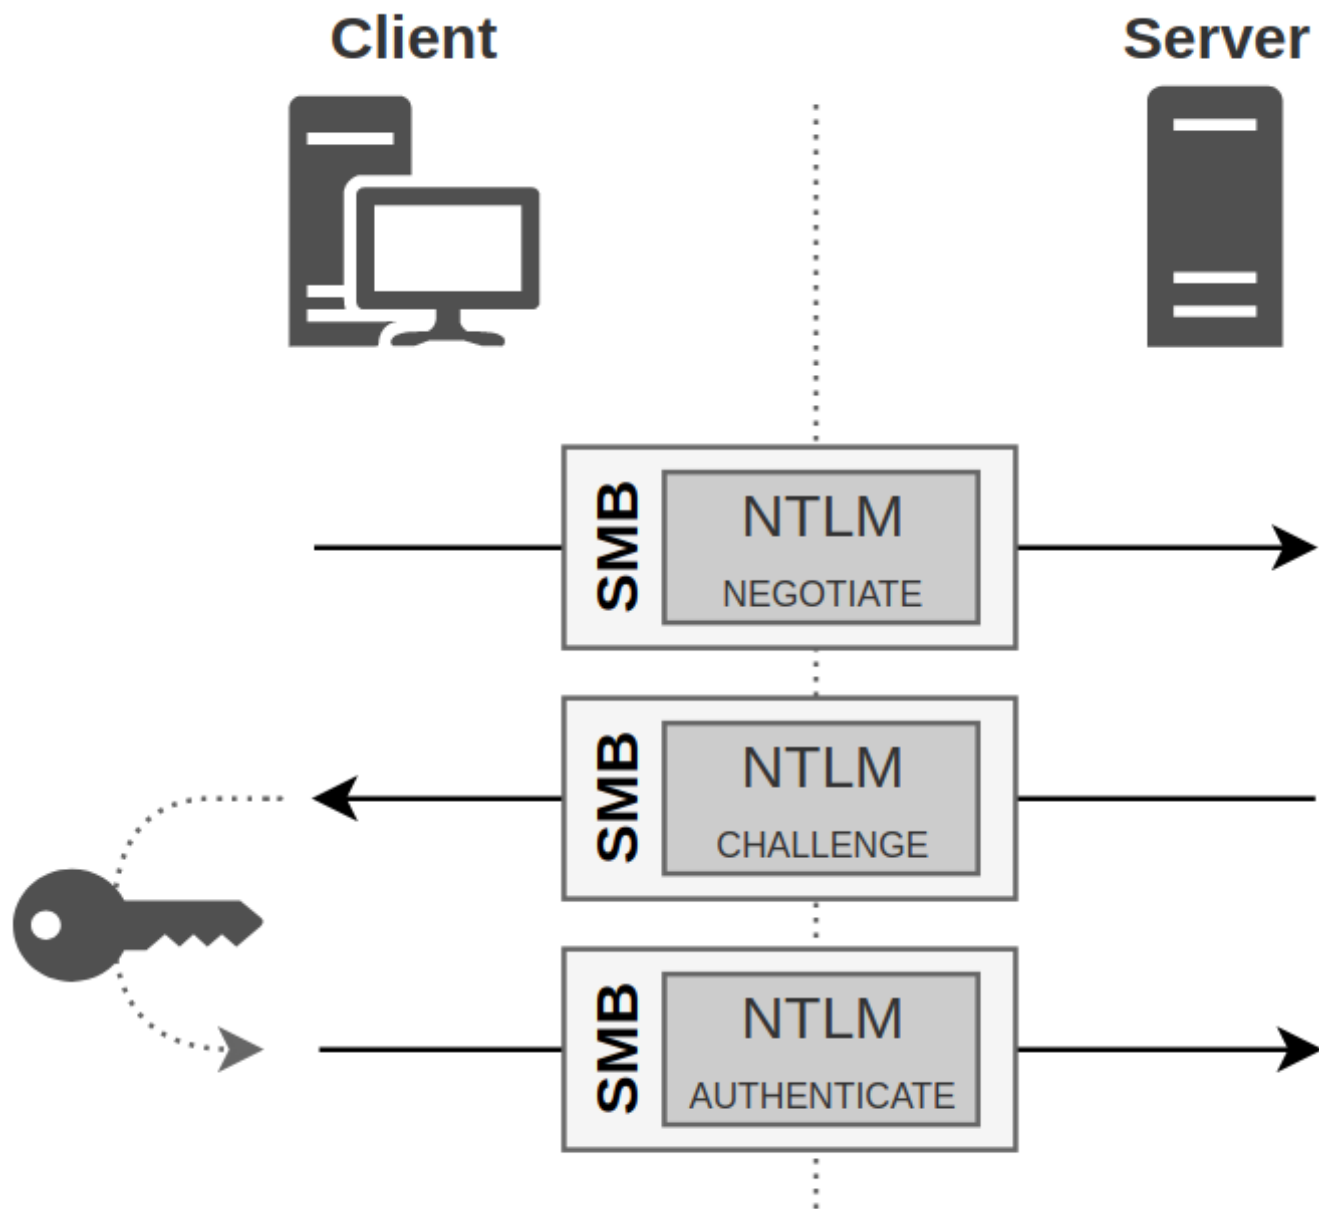 Client
Server
SMB
NTLM
NEGOTIATE
SMB
NTLM
CHALLENGE
SMB
NTLM
AUTHENTICATE